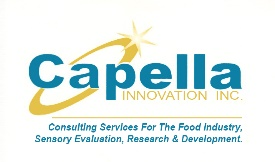 Capella
INNOVATION INC.
Consulting Services For The Food Industry,
Sensory Evaluation, Research & Development.